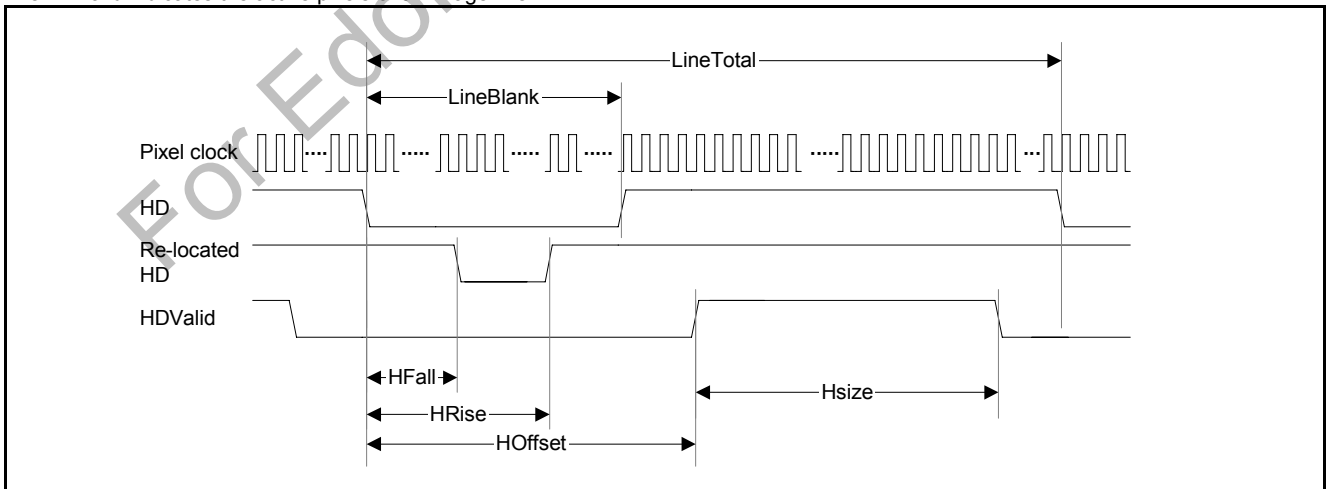 LineTotal
LineBlank
Pixel clock
HD
Re-located
HD
HDValid
HFall
Hsize
HRise
HOffset